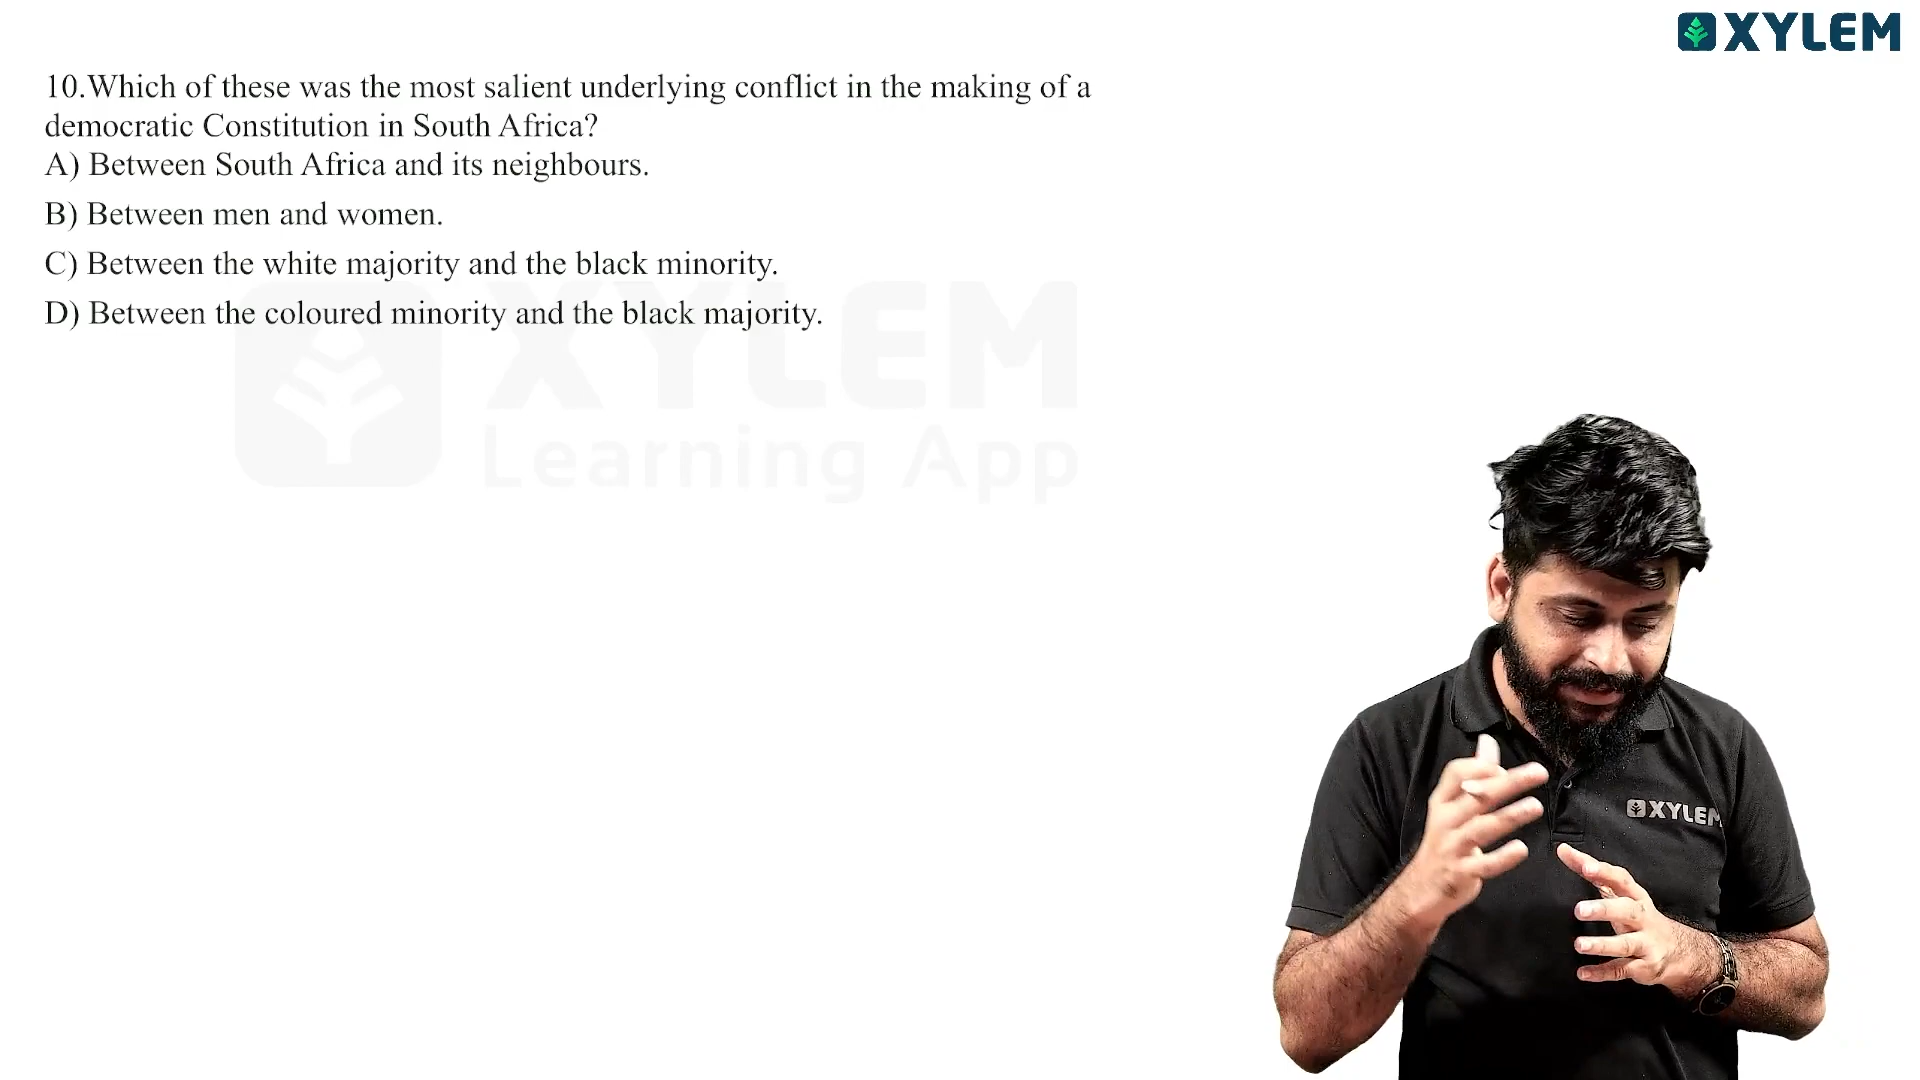 XYLEM
10.Which of these was the most salient underlying conflict in the making of a
democratic Constitution in South Africa?
A) Between South Africa and its neighbours.
B) Between men and women.
C) Between the white majority and the black minority.
D) Between the coloured minority and the black majority.
XYLEM
Learning App
XYLEM